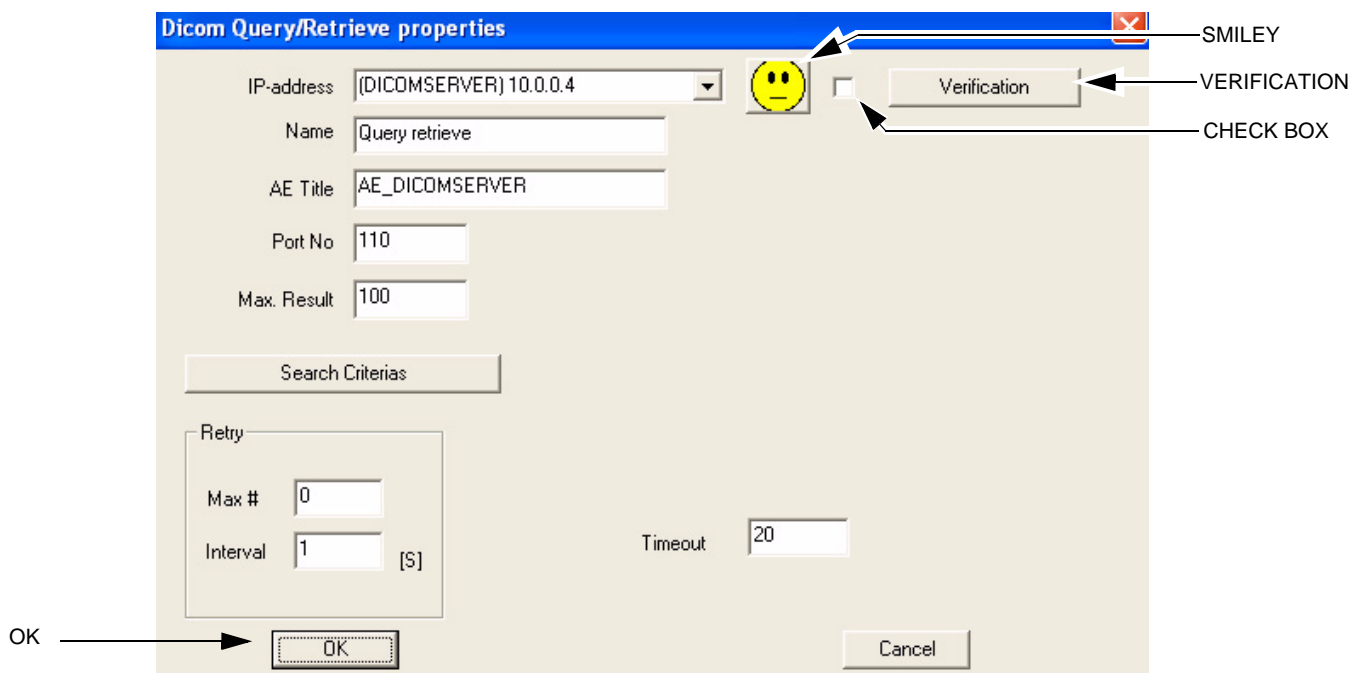 Dicom Query/Retrieve properties
SMILEY
IP-address (DICOMSERVER) 10.0.0.4 Verification
VERIFICATION
CHECK BOX
Name Query retrieve
AE Title AE_DICOMSERVER
Port No 110
Max. Result 100
Search Criterias
Retry
Max # 0
Interval 1 [S]
Timeout 20
OK
OK
Cancel